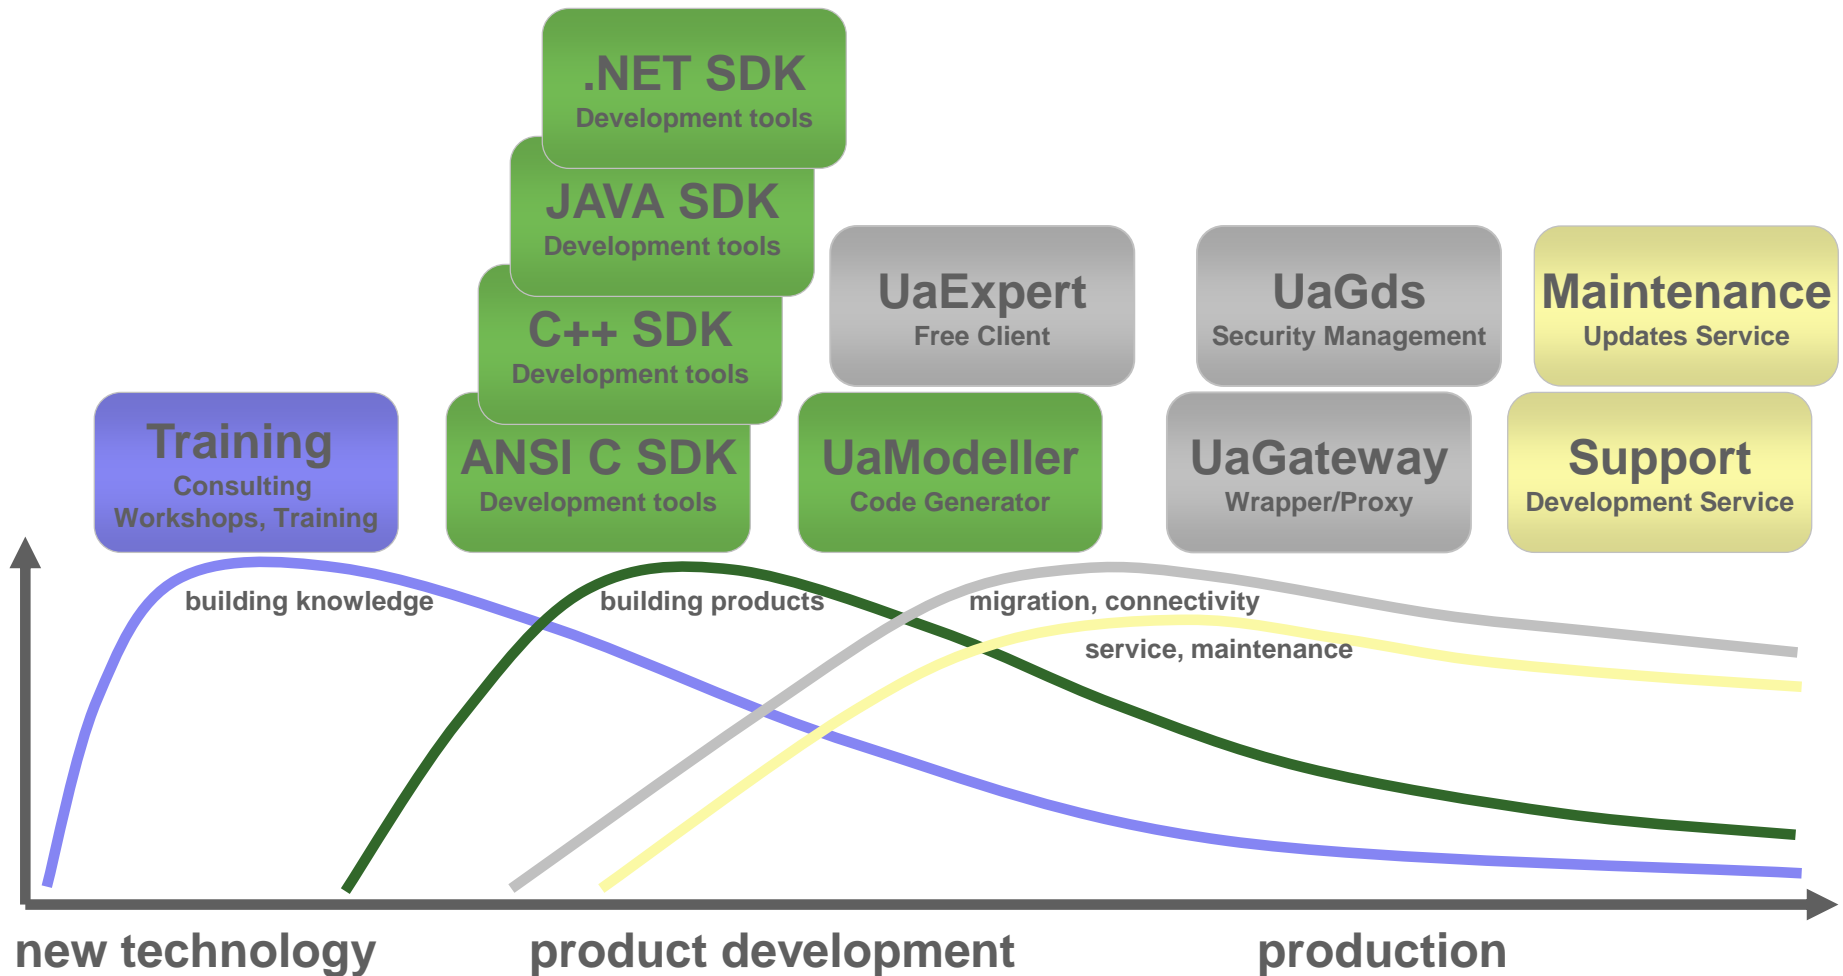 .NET SDK
Development tools
JAVA SDK
Development tools
C++ SDK
Development tools
ANSI C SDK
Development tools
Training
Consulting
Workshops, Training
UaExpert
Free Client
UaModeller
Code Generator
UaGds
Security Management
UaGateway
Wrapper/Proxy
Maintenance
Updates Service
Support
Development Service
building knowledge
building products
migration, connectivity
service, maintenance
new technology
product development
production